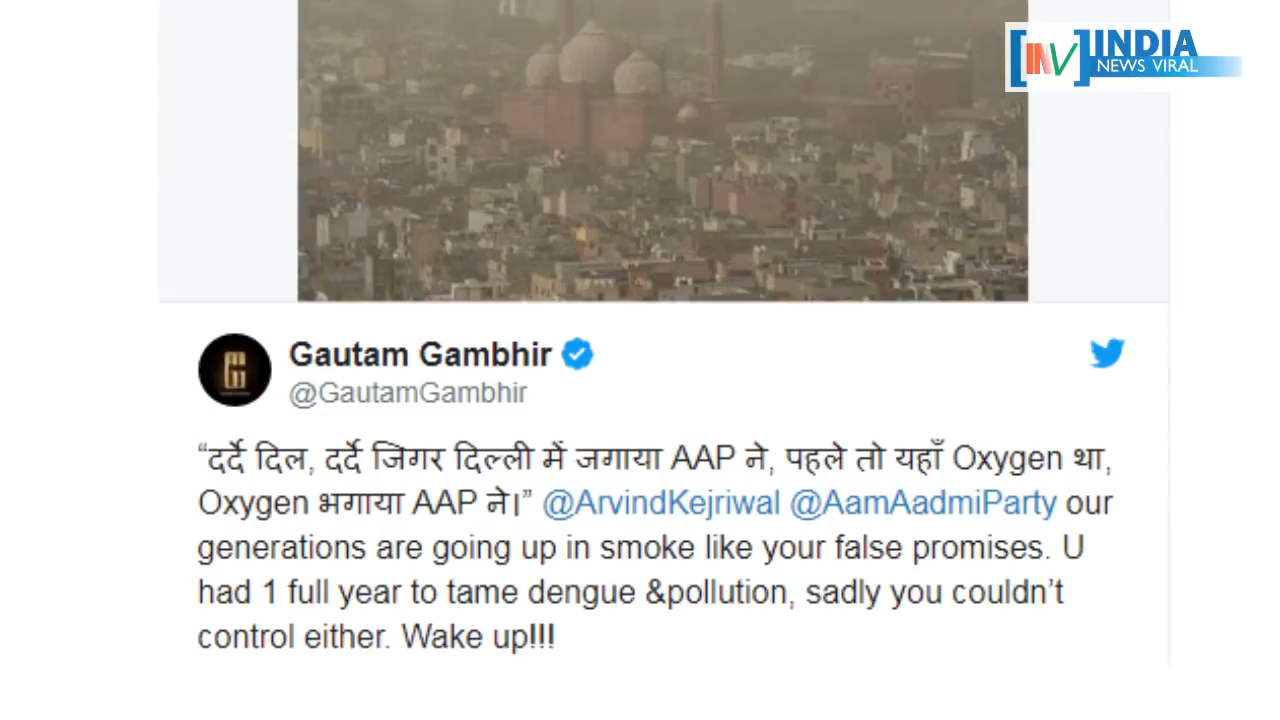 INDIA
NEWS VIRAL
Gautam Gambhir
@GautamGambhir
“दर्दे दिल, दर्दे जिगर दिल्ली में जगाया AAP ने, पहले तो यहाँ Oxygen था,
Oxygen भगाया AAP ने।” @ArvindKejriwal @AamAadmiParty our
generations are going up in smoke like your false promises. U
had 1 full year to tame dengue &pollution, sadly you couldn’t
control either. Wake up!!!